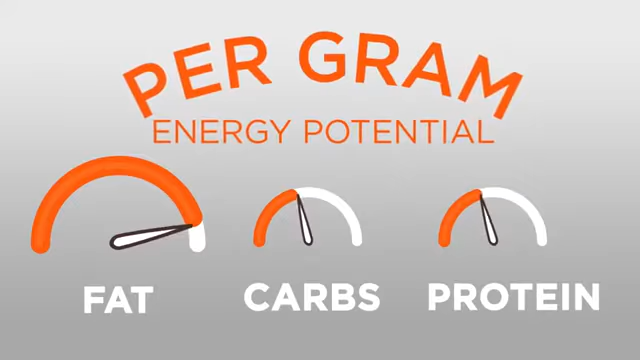 PER GRAM
ENERGY POTENTIAL
FAT
CARBS
PROTEIN